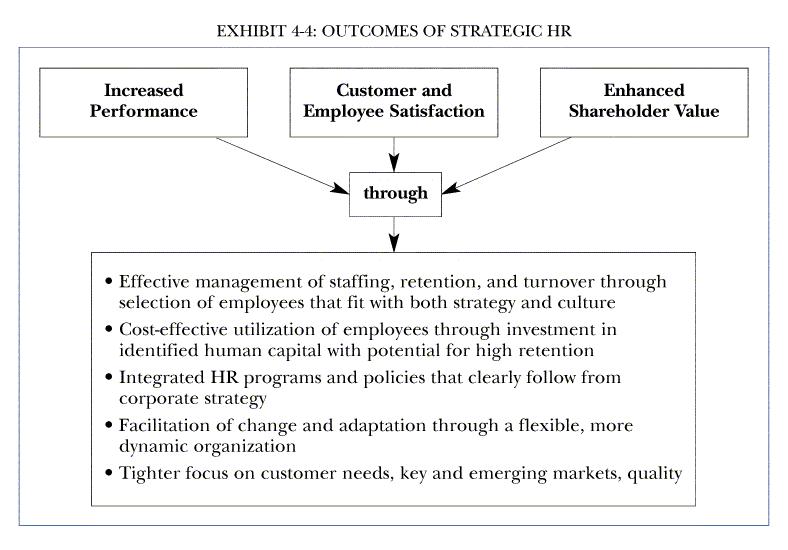 EXHIBIT 4-4: OUTCOMES OF STRATEGIC HR
Increased
Performance
Customer and
Employee Satisfaction
Enhanced
Shareholder Value
through
• Effective management of staffing, retention, and turnover through
selection of employees that fit with both strategy and culture
• Cost-effective utilization of employees through investment in
identified human capital with potential for high retention
• Integrated HR programs and policies that clearly follow from
corporate strategy
• Facilitation of change and adaptation through a flexible, more
dynamic organization
• Tighter focus on customer needs, key and emerging markets, quality